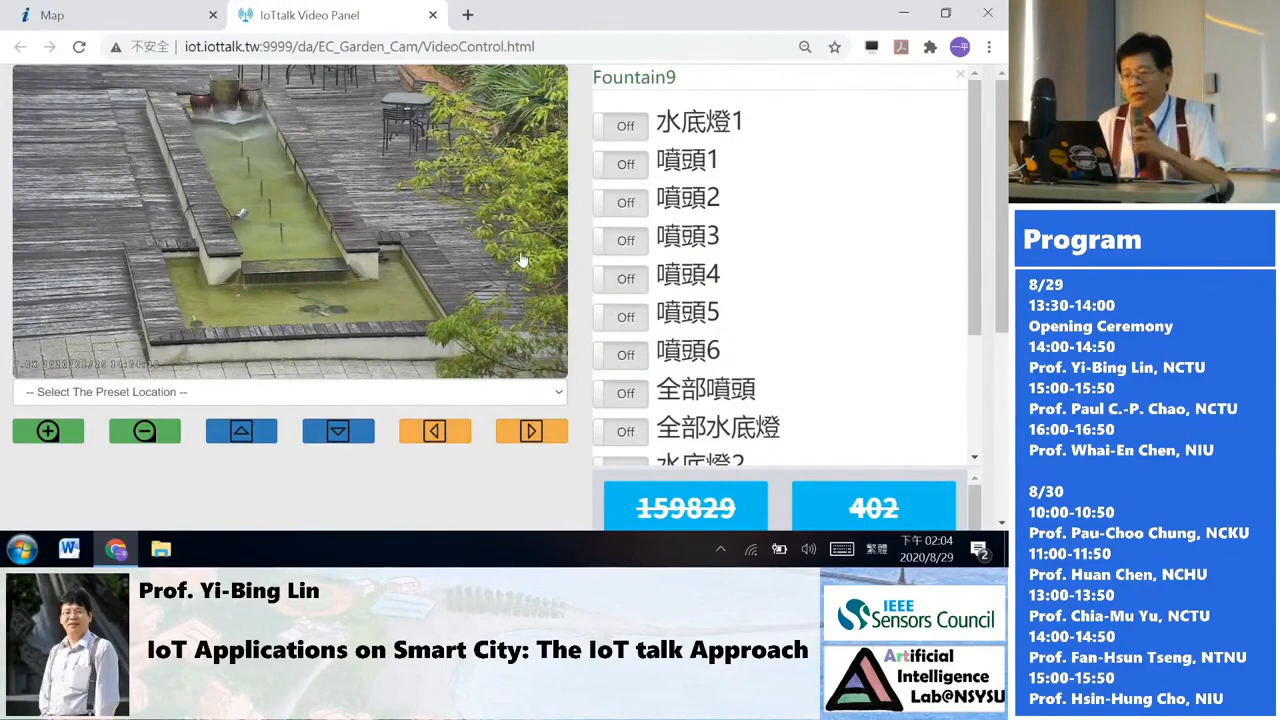 Map
IoTtalk Video Panel
不安全
iot.iottalk.tw:9999/da/EC_Garden_Cam/VideoControl.html
一平
Fountain9
Off 水底燈1
Off 噴頭1
Off 噴頭2
Off 噴頭3
Off 噴頭4
Off 噴頭5
Off 噴頭6
Off 全部噴頭
Off 全部水底燈
水底燈2
-- Select The Preset Location --
159829
402
繁體
下午 02:04
2020/8/29
2
Prof. Yi-Bing Lin
IoT Applications on Smart City: The IoT talk Approach
IEEE
Sensors Council
Artificial
Intelligence
Lab@NSYSU
Program
8/29
13:30-14:00
Opening Ceremony
14:00-14:50
Prof. Yi-Bing Lin, NCTU
15:00-15:50
Prof. Paul C.-P. Chao, NCTU
16:00-16:50
Prof. Whai-En Chen, NIU
8/30
10:00-10:50
Prof. Pau-Choo Chung, NCKU
11:00-11:50
Prof. Huan Chen, NCHU
13:00-13:50
Prof. Chia-Mu Yu, NCTU
14:00-14:50
Prof. Fan-Hsun Tseng, NTNU
15:00-15:50
Prof. Hsin-Hung Cho, NIU